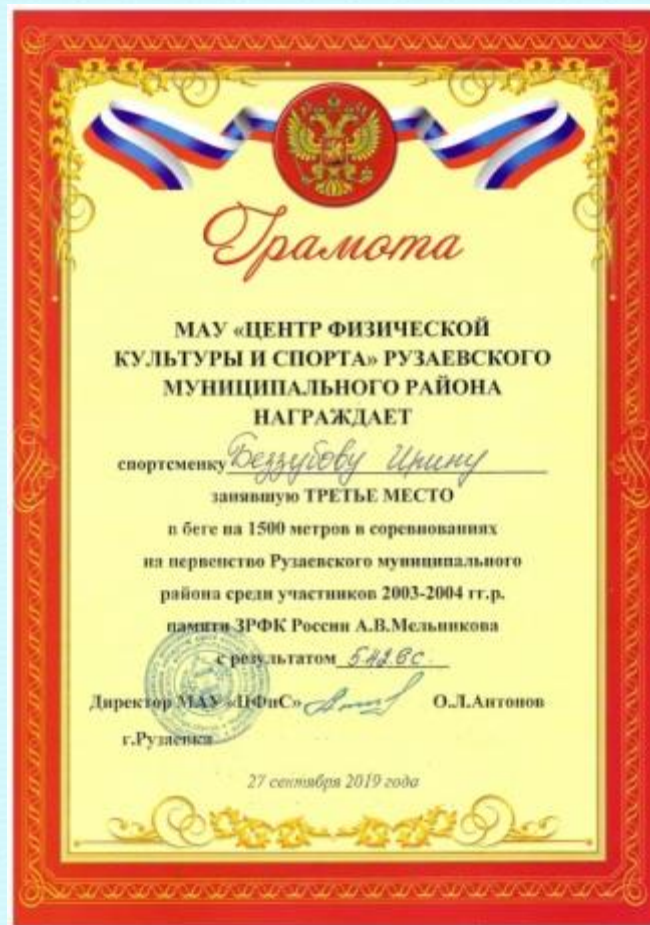 Грамота
МАУ «ЦЕНТР ФИЗИЧЕСКОЙ
КУЛЬТУРЫ И СПОРТА» РУЗАЕВСКОГО
МУНИЦИПАЛЬНОГО РАЙОНА
НАГРАЖДАЕТ
спортсменку Беззубову Ирину
занявшую ТРЕТЬЕ МЕСТО
в беге на 1500 метров в соревнованиях
на первенство Рузаевского муниципального
района среди участников 2003-2004 гг.р.
памяти ЗРФК России А.В.Мельникова
с результатом
Директор МАУ «ЦФиС» О.Л.Антонов
г.Рузаевка
27 сентября 2019 года